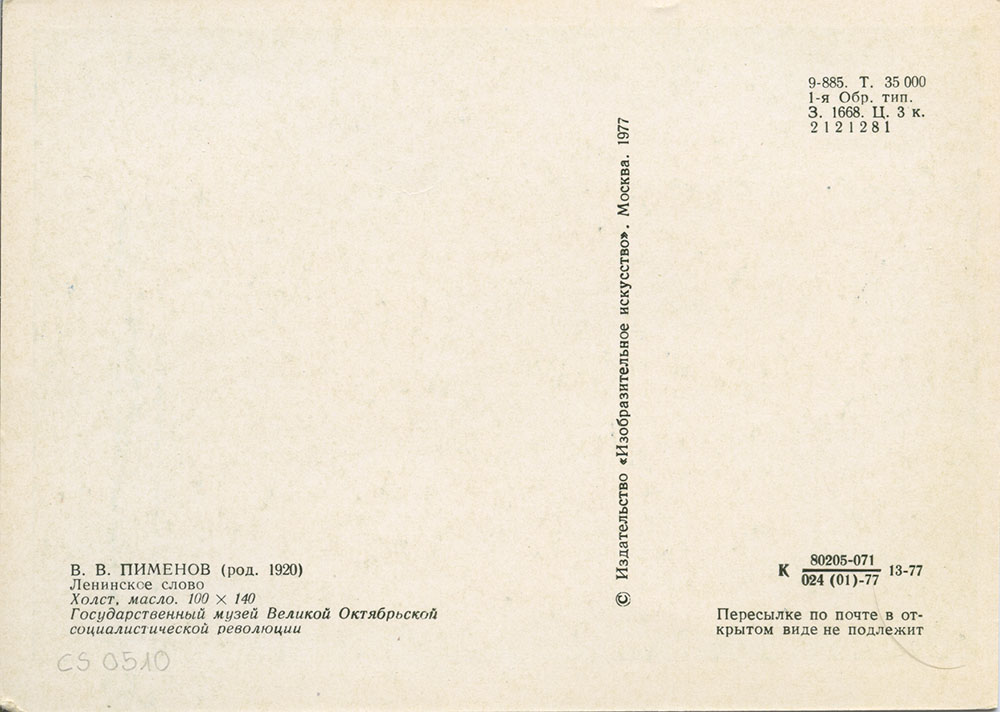 9-885. Т. 35 000
1-я Обр. тип.
З. 1668. Ц. 3 к.
2121281
© Издательство «Изобразительное искусство». Москва. 1977
В. В. ПИМЕНОВ (род. 1920)
Ленинское слово
Холст, масло. 100 × 140
Государственный музей Великой Октябрьской
социалистической революции
CS 0510
К 80205-071 13-77
024 (01)-77
Пересылке по почте в от-
крытом виде не подлежит